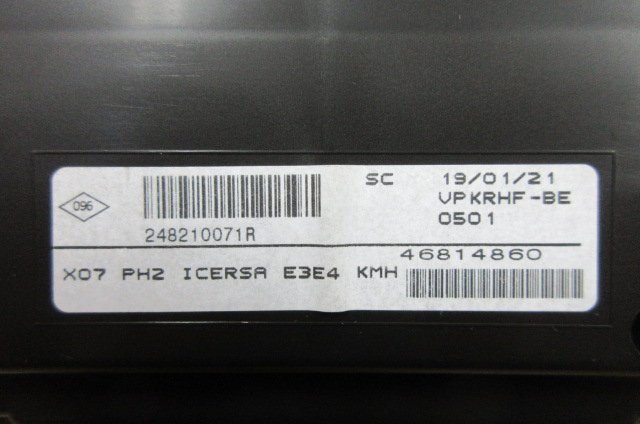 096
248210071R
SC 19/01/21
VPKRHF-BE
0501
46814860
X07 PH2 ICERSA E3E4 KMH